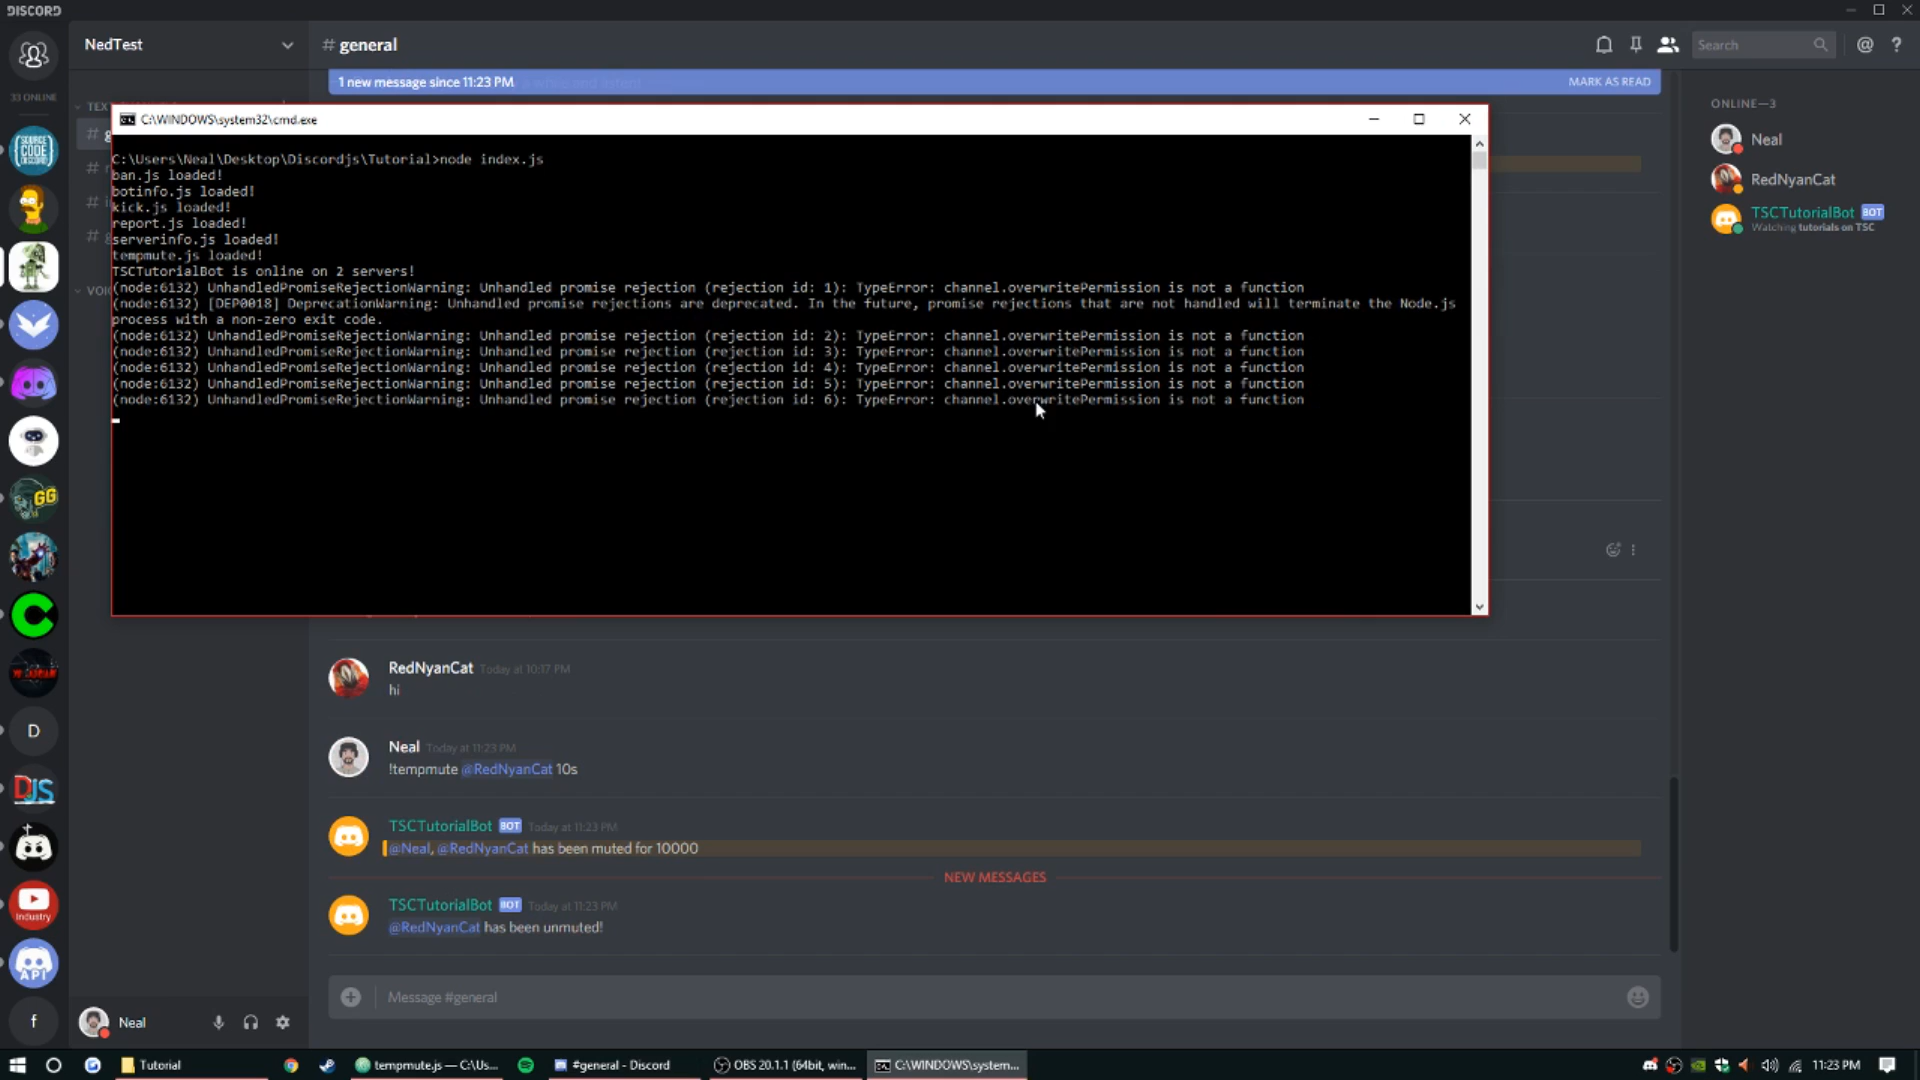 DISCORD
NedTest
# general
Search
@
?
1 new message since 11:23 PM
MARK AS READ
33 ONLINE
C:\WINDOWS\system32\cmd.exe
C:\Users\Neal\Desktop\Discordjs\Tutorial>node index.js
ban.js loaded!
botinfo.js loaded!
kick.js loaded!
report.js loaded!
serverinfo.js loaded!
tempmute.js loaded!
TSCTutorialBot is online on 2 servers!
(node:6132) UnhandledPromiseRejectionWarning: Unhandled promise rejection (rejection id: 1): TypeError: channel.overwritePermission is not a function
(node:6132) [DEP0018] DeprecationWarning: Unhandled promise rejections are deprecated. In the future, promise rejections that are not handled will terminate the Node.js
process with a non-zero exit code.
(node:6132) UnhandledPromiseRejectionWarning: Unhandled promise rejection (rejection id: 2): TypeError: channel.overwritePermission is not a function
(node:6132) UnhandledPromiseRejectionWarning: Unhandled promise rejection (rejection id: 3): TypeError: channel.overwritePermission is not a function
(node:6132) UnhandledPromiseRejectionWarning: Unhandled promise rejection (rejection id: 4): TypeError: channel.overwritePermission is not a function
(node:6132) UnhandledPromiseRejectionWarning: Unhandled promise rejection (rejection id: 5): TypeError: channel.overwritePermission is not a function
(node:6132) UnhandledPromiseRejectionWarning: Unhandled promise rejection (rejection id: 6): TypeError: channel.overwritePermission is not a function
ONLINE—3
Neal
RedNyanCat
TSCTutorialBot BOT
Watching tutorials on TSC
SOURCE CODE
GG
D
DJS
Industry
API
f
RedNyanCat Today at 10:17 PM
hi
Neal Today at 11:23 PM
!tempmute @RedNyanCat 10s
TSCTutorialBot BOT Today at 11:23 PM
@Neal, @RedNyanCat has been muted for 10000
NEW MESSAGES
TSCTutorialBot BOT Today at 11:23 PM
@RedNyanCat has been unmuted!
Message #general
Neal
Tutorial
tempmute.js — C:\Us...
#general - Discord
OBS 20.1.1 (64bit, win...
C:\WINDOWS\system...
11:23 PM